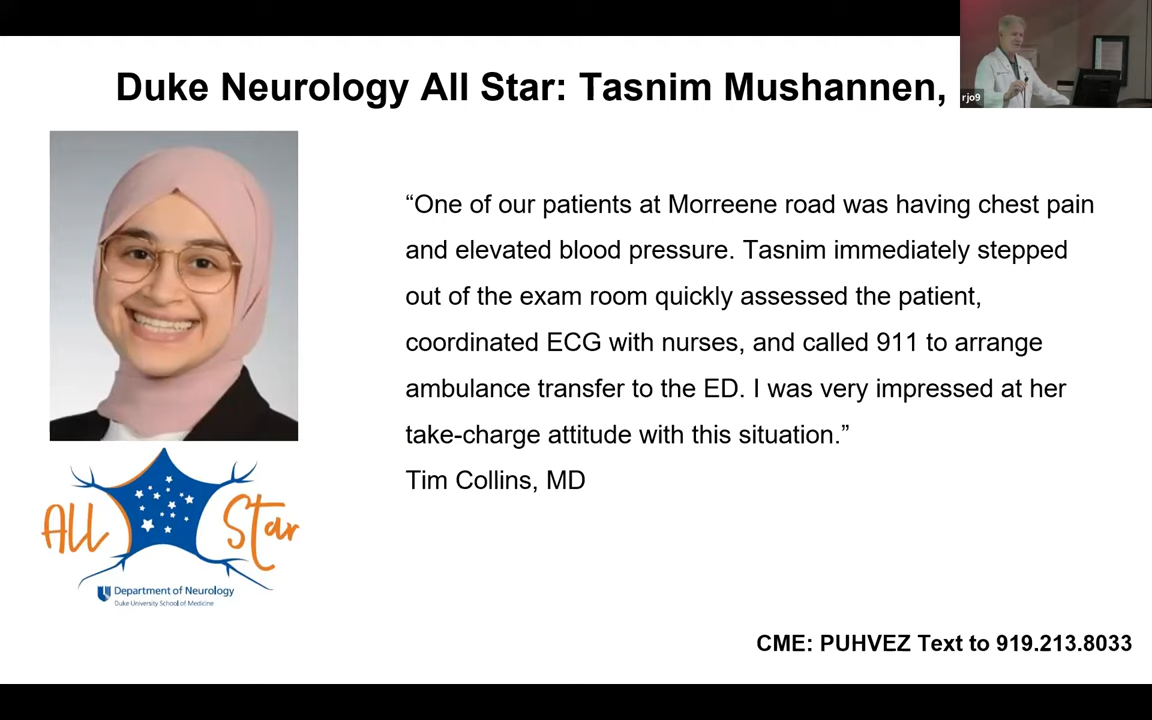 Duke Neurology All Star: Tasnim Mushannen,
rjo9
“One of our patients at Morreene road was having chest pain
and elevated blood pressure. Tasnim immediately stepped
out of the exam room quickly assessed the patient,
coordinated ECG with nurses, and called 911 to arrange
ambulance transfer to the ED. I was very impressed at her
take-charge attitude with this situation.”
Tim Collins, MD
All Star
Department of Neurology
Duke University School of Medicine
CME: PUHVEZ Text to 919.213.8033